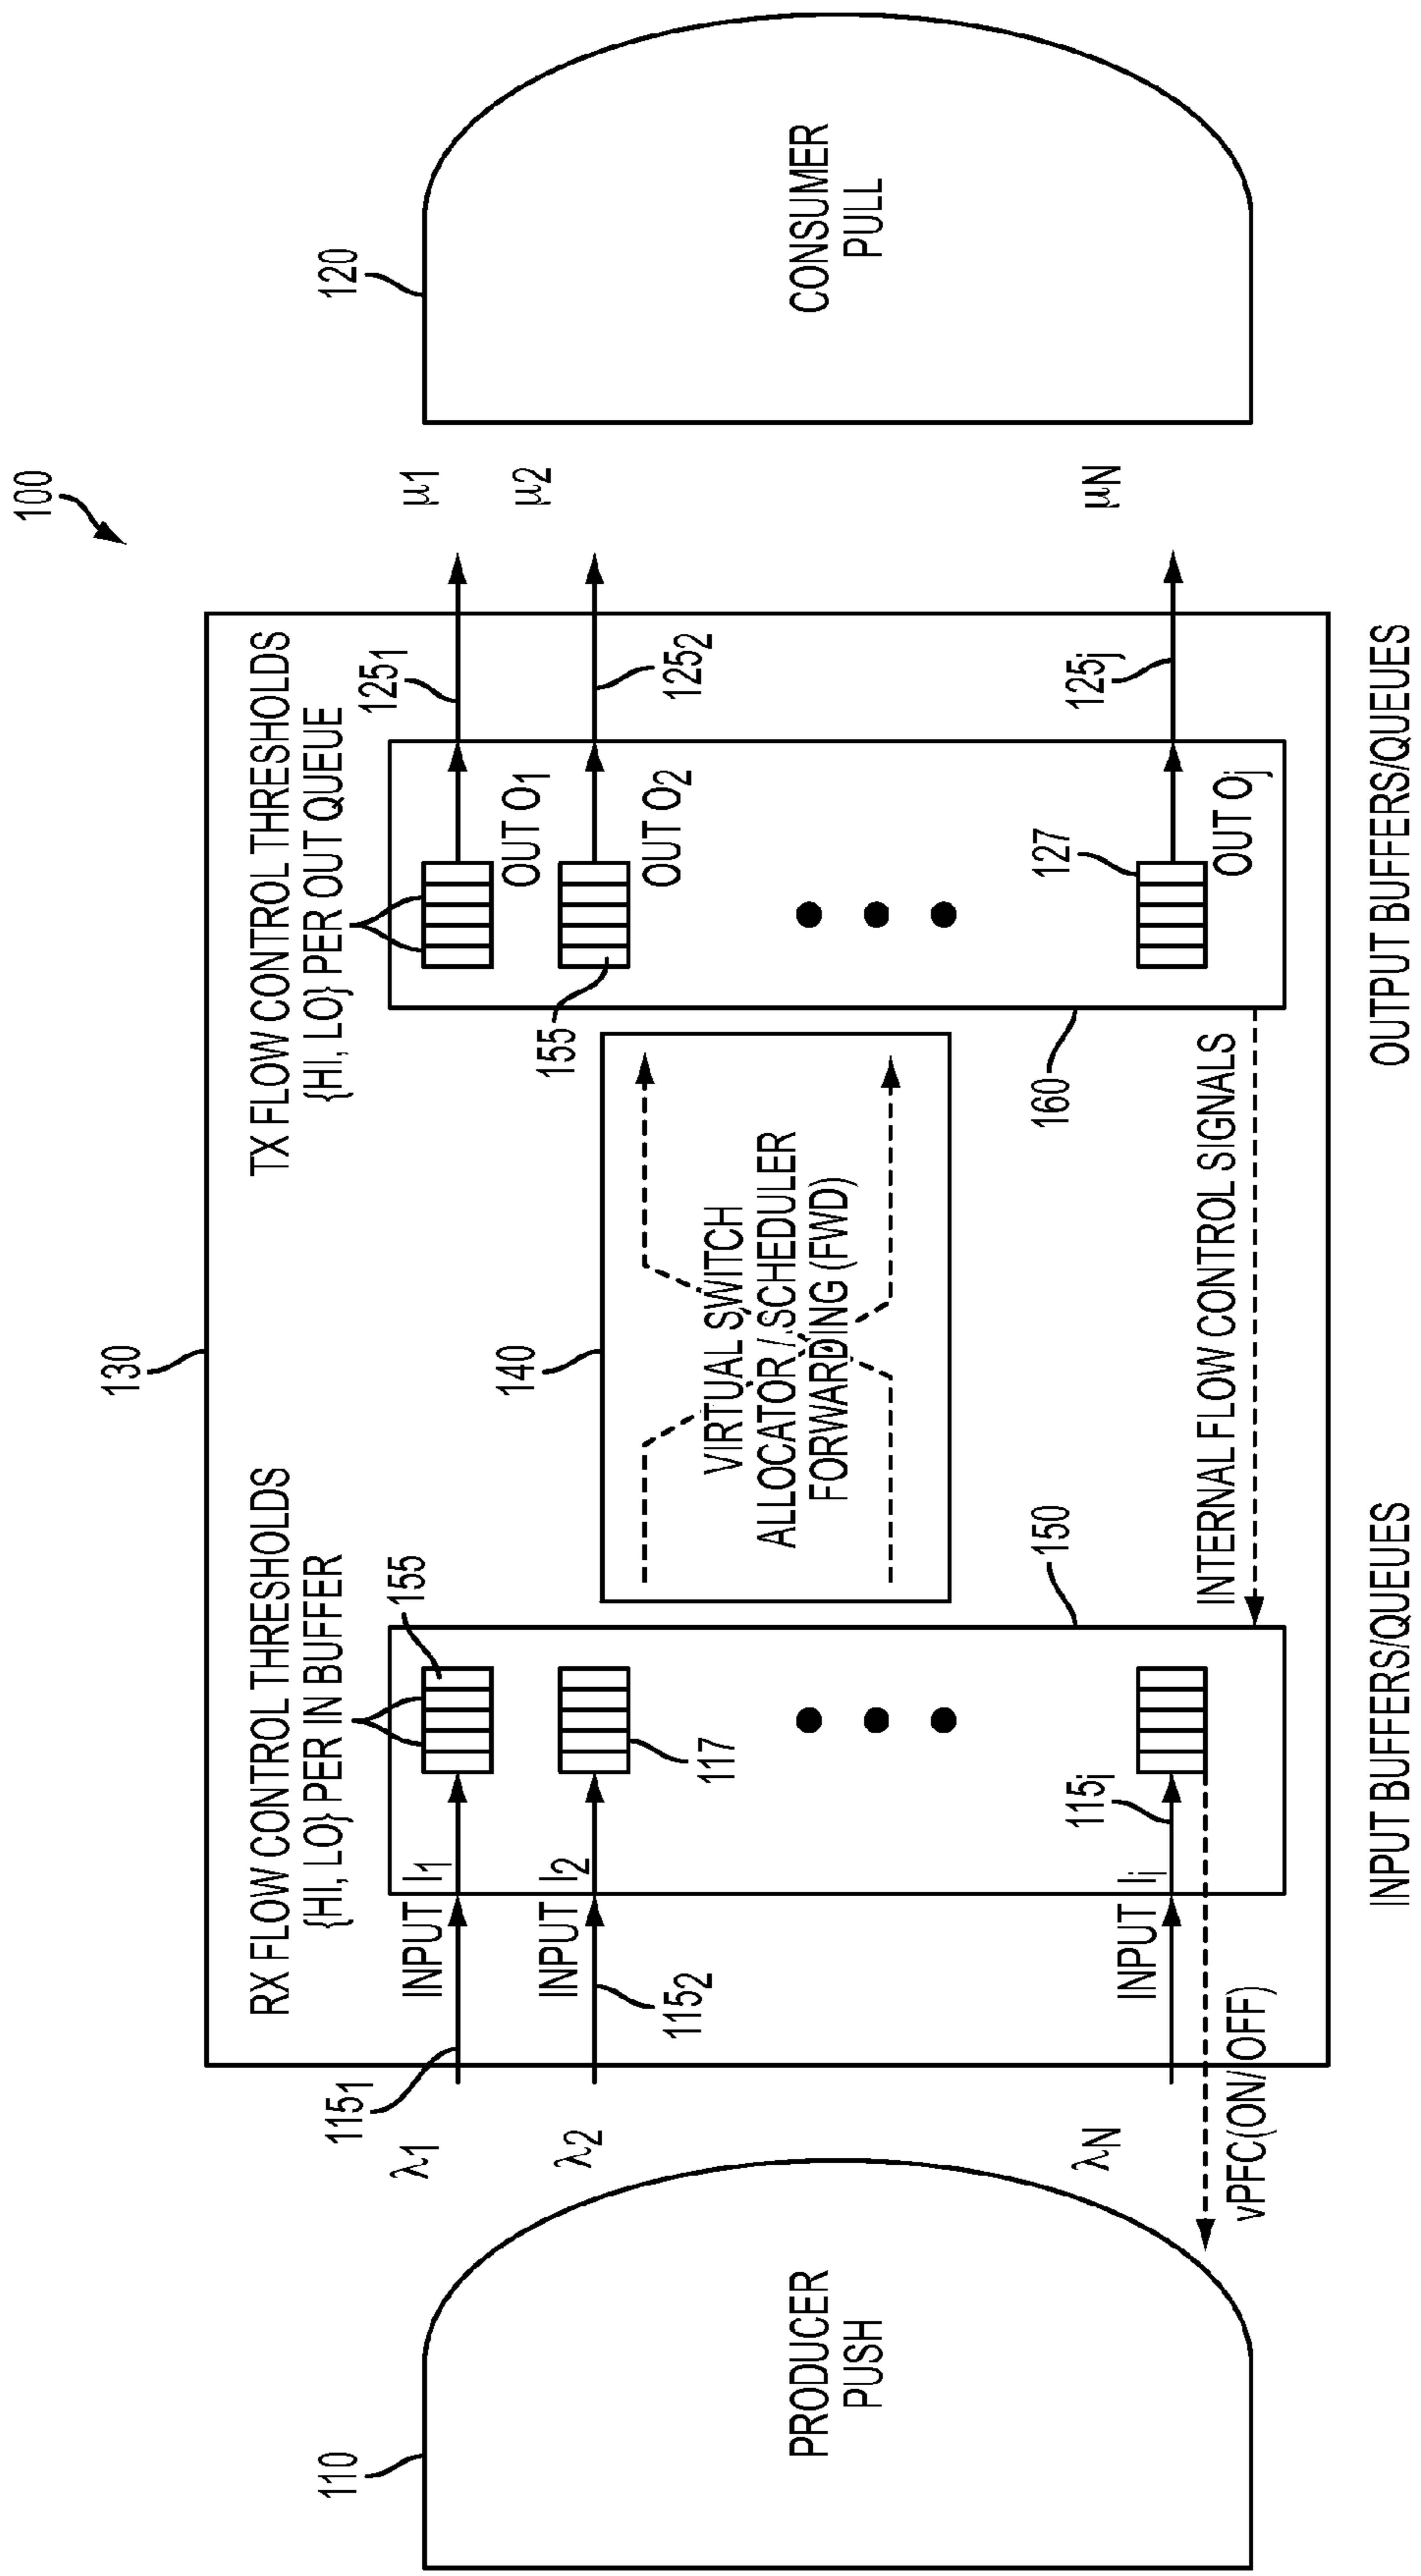 100
130
110
PRODUCER
PUSH
120
CONSUMER
PULL
λ1
λ2
λN
115₁
115₂
115ᵢ
RX FLOW CONTROL THRESHOLDS
{HI, LO} PER IN BUFFER
INPUT I₁
INPUT I₂
INPUT Iᵢ
155
117
150
vPFC(ON/OFF)
140
VIRTUAL SWITCH
ALLOCATOR/SCHEDULER
FORWARDING (FWD)
INTERNAL FLOW CONTROL SIGNALS
TX FLOW CONTROL THRESHOLDS
{HI, LO} PER OUT QUEUE
155
160
127
OUT O₁
OUT O₂
OUT Oⱼ
125₁
125₂
125ⱼ
μ1
μ2
μN
INPUT BUFFERS/QUEUES
OUTPUT BUFFERS/QUEUES